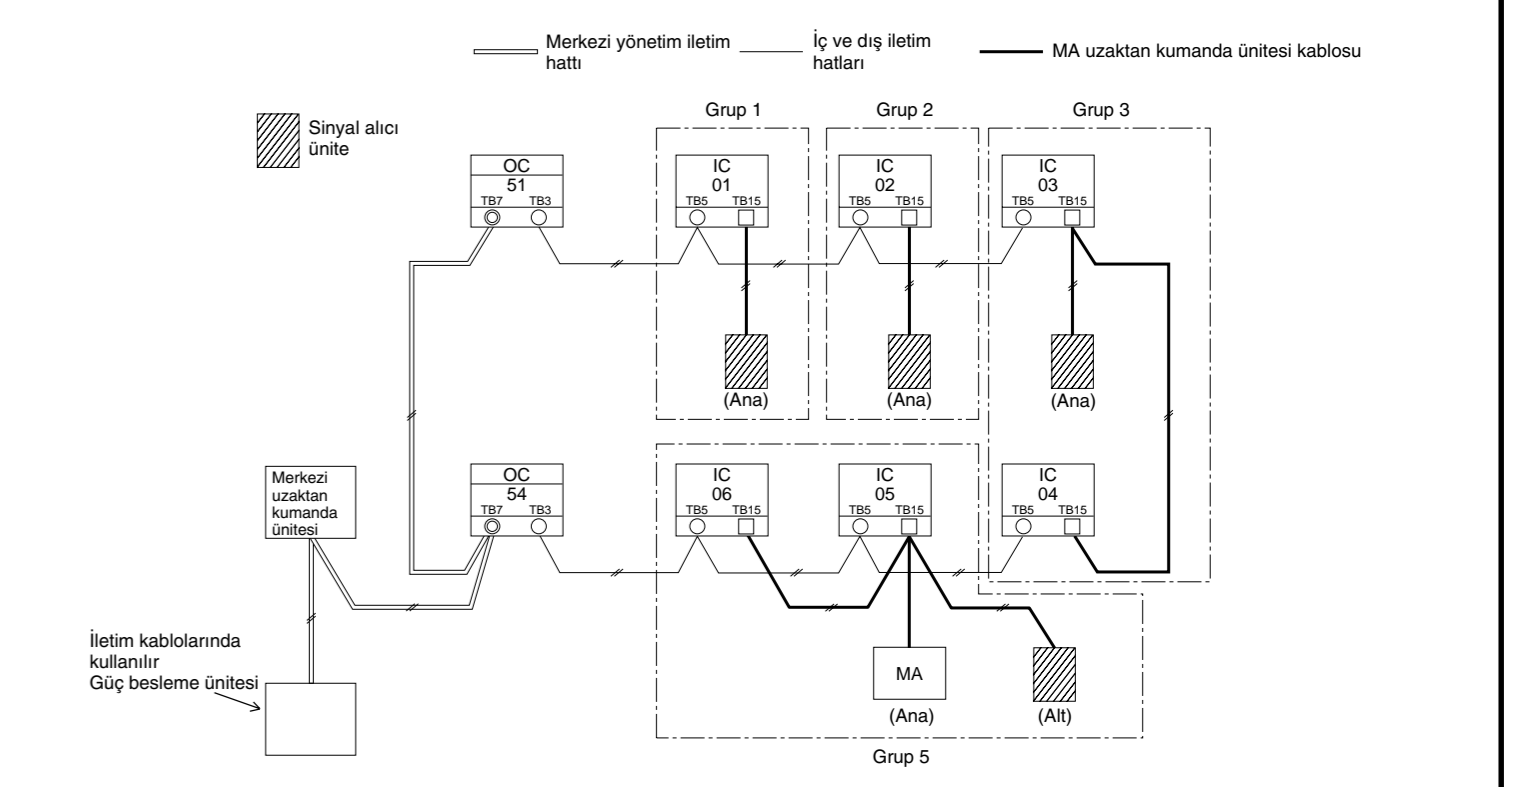 Merkezi yönetim iletim
hattı
İç ve dış iletim
hatları
MA uzaktan kumanda ünitesi kablosu
Sinyal alıcı
ünite
Grup 1
Grup 2
Grup 3
OC
51
TB7 TB3
IC
01
TB5 TB15
IC
02
TB5 TB15
IC
03
TB5 TB15
(Ana)
(Ana)
(Ana)
Merkezi
uzaktan
kumanda
ünitesi
OC
54
TB7 TB3
IC
06
TB5 TB15
IC
05
TB5 TB15
IC
04
TB5 TB15
İletim kablolarında
kullanılır
Güç besleme ünitesi
MA
(Ana)
(Alt)
Grup 5